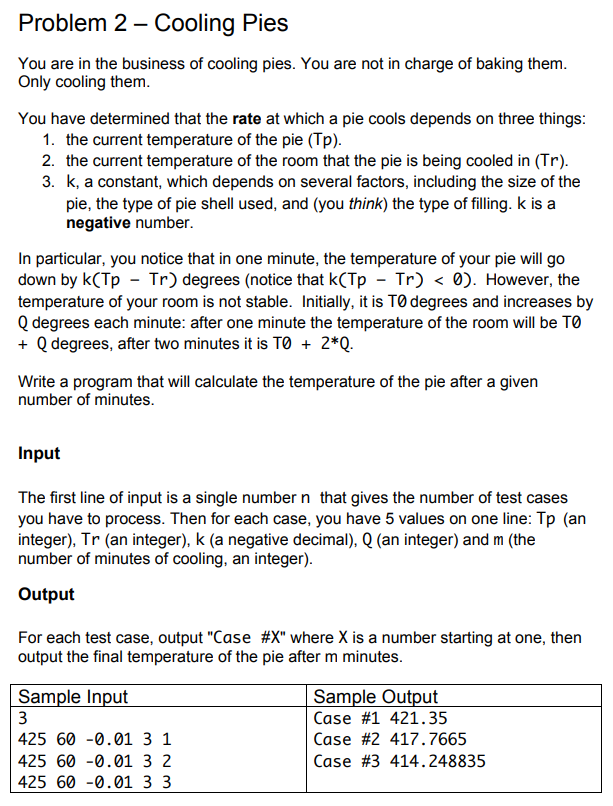 Problem 2 – Cooling Pies
You are in the business of cooling pies. You are not in charge of baking them.
Only cooling them.
You have determined that the rate at which a pie cools depends on three things:
1. the current temperature of the pie (Tp).
2. the current temperature of the room that the pie is being cooled in (Tr).
3. k, a constant, which depends on several factors, including the size of the
pie, the type of pie shell used, and (you think) the type of filling. k is a
negative number.
In particular, you notice that in one minute, the temperature of your pie will go
down by k(Tp - Tr) degrees (notice that k(Tp - Tr) < 0). However, the
temperature of your room is not stable. Initially, it is T0 degrees and increases by
Q degrees each minute: after one minute the temperature of the room will be T0
+ Q degrees, after two minutes it is T0 + 2*Q.
Write a program that will calculate the temperature of the pie after a given
number of minutes.
Input
The first line of input is a single number n that gives the number of test cases
you have to process. Then for each case, you have 5 values on one line: Tp (an
integer), Tr (an integer), k (a negative decimal), Q (an integer) and m (the
number of minutes of cooling, an integer).
Output
For each test case, output "Case #X" where X is a number starting at one, then
output the final temperature of the pie after m minutes.
Sample Input
3
425 60 -0.01 3 1
425 60 -0.01 3 2
425 60 -0.01 3 3
Sample Output
Case #1 421.35
Case #2 417.7665
Case #3 414.248835